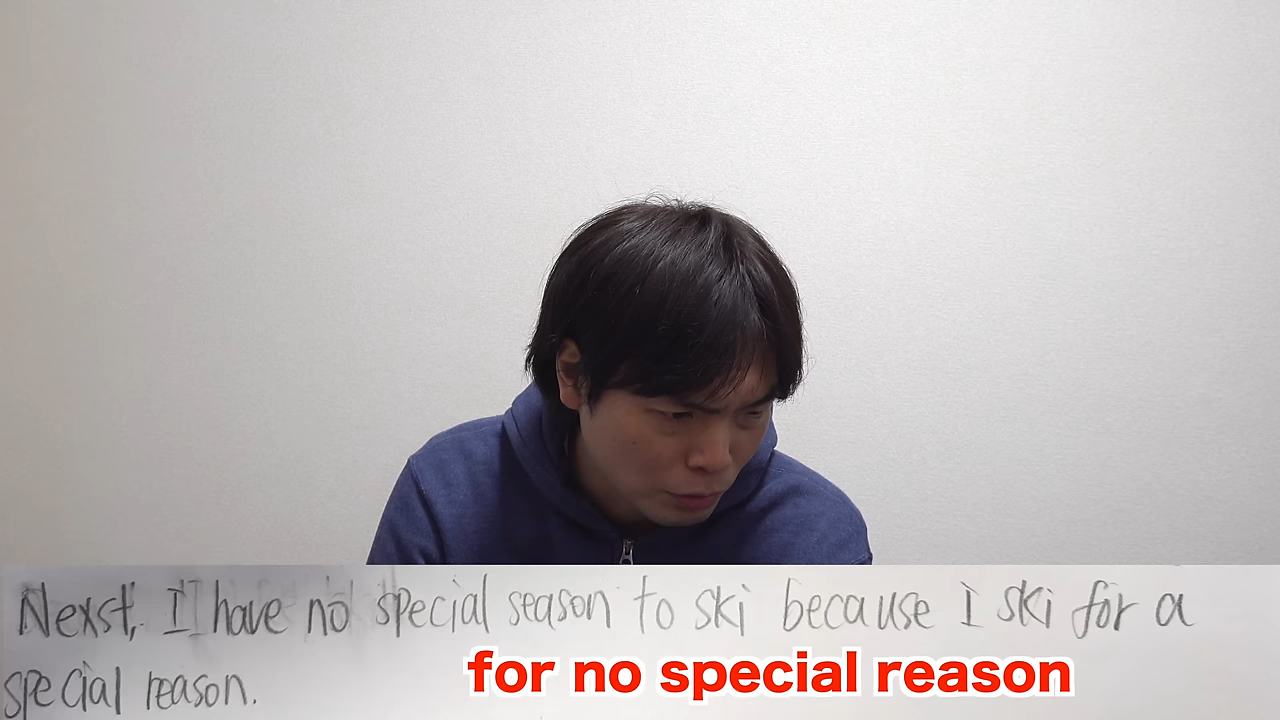 Nexst, I have no special season to ski because I ski for a
special reason.
for no special reason